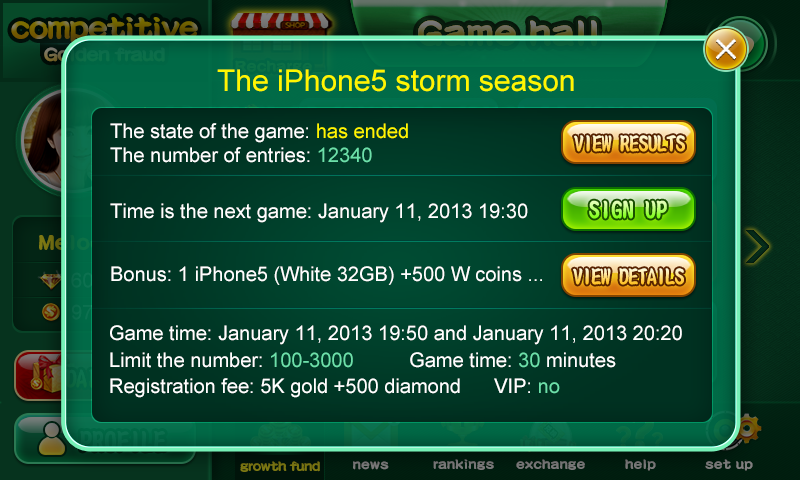 competitive
Golden fraud
SHOP
Game hall
The iPhone5 storm season
The state of the game: has ended
The number of entries: 12340
VIEW RESULTS
Time is the next game: January 11, 2013 19:30
SIGN UP
Bonus: 1 iPhone5 (White 32GB) +500 W coins ...
VIEW DETAILS
Game time: January 11, 2013 19:50 and January 11, 2013 20:20
Limit the number: 100-3000 Game time: 30 minutes
Registration fee: 5K gold +500 diamond VIP: no
PROFILE
growth fund
news
rankings
exchange
help
set up